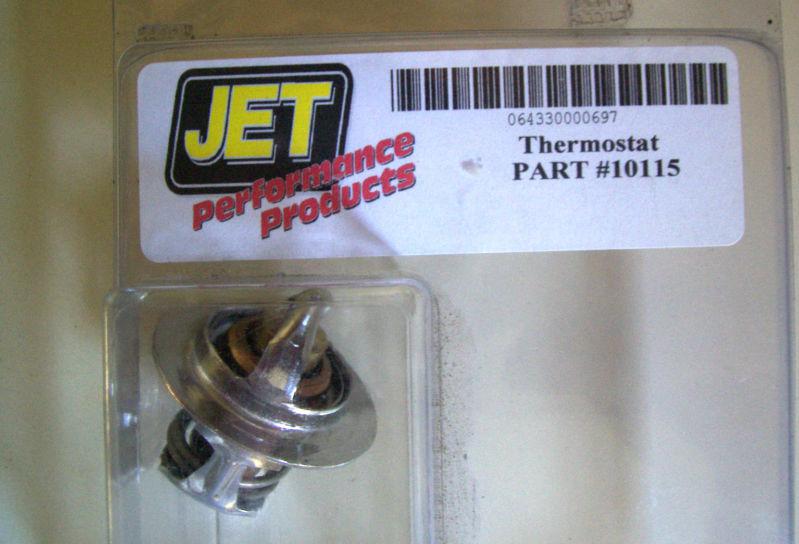 JET
Performance
Products
064330000697
Thermostat
PART #10115